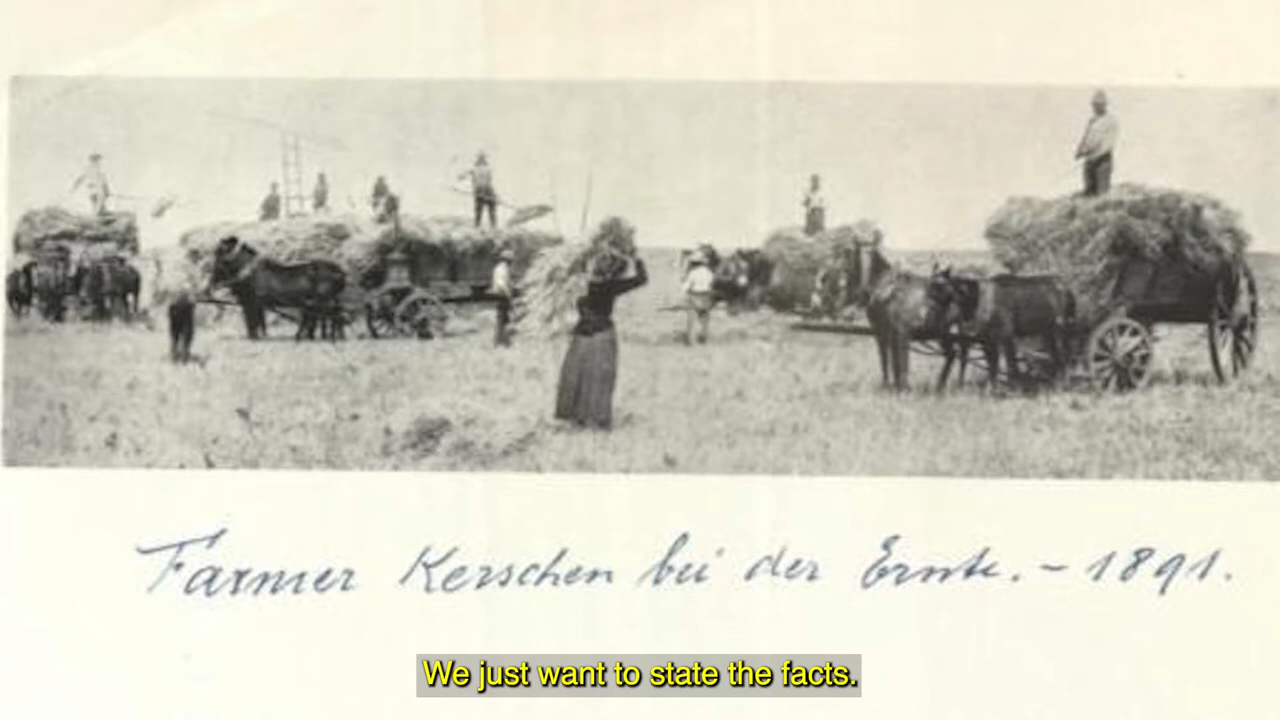 Farmer Kerschen bei der Ernte. - 1891.
We just want to state the facts.